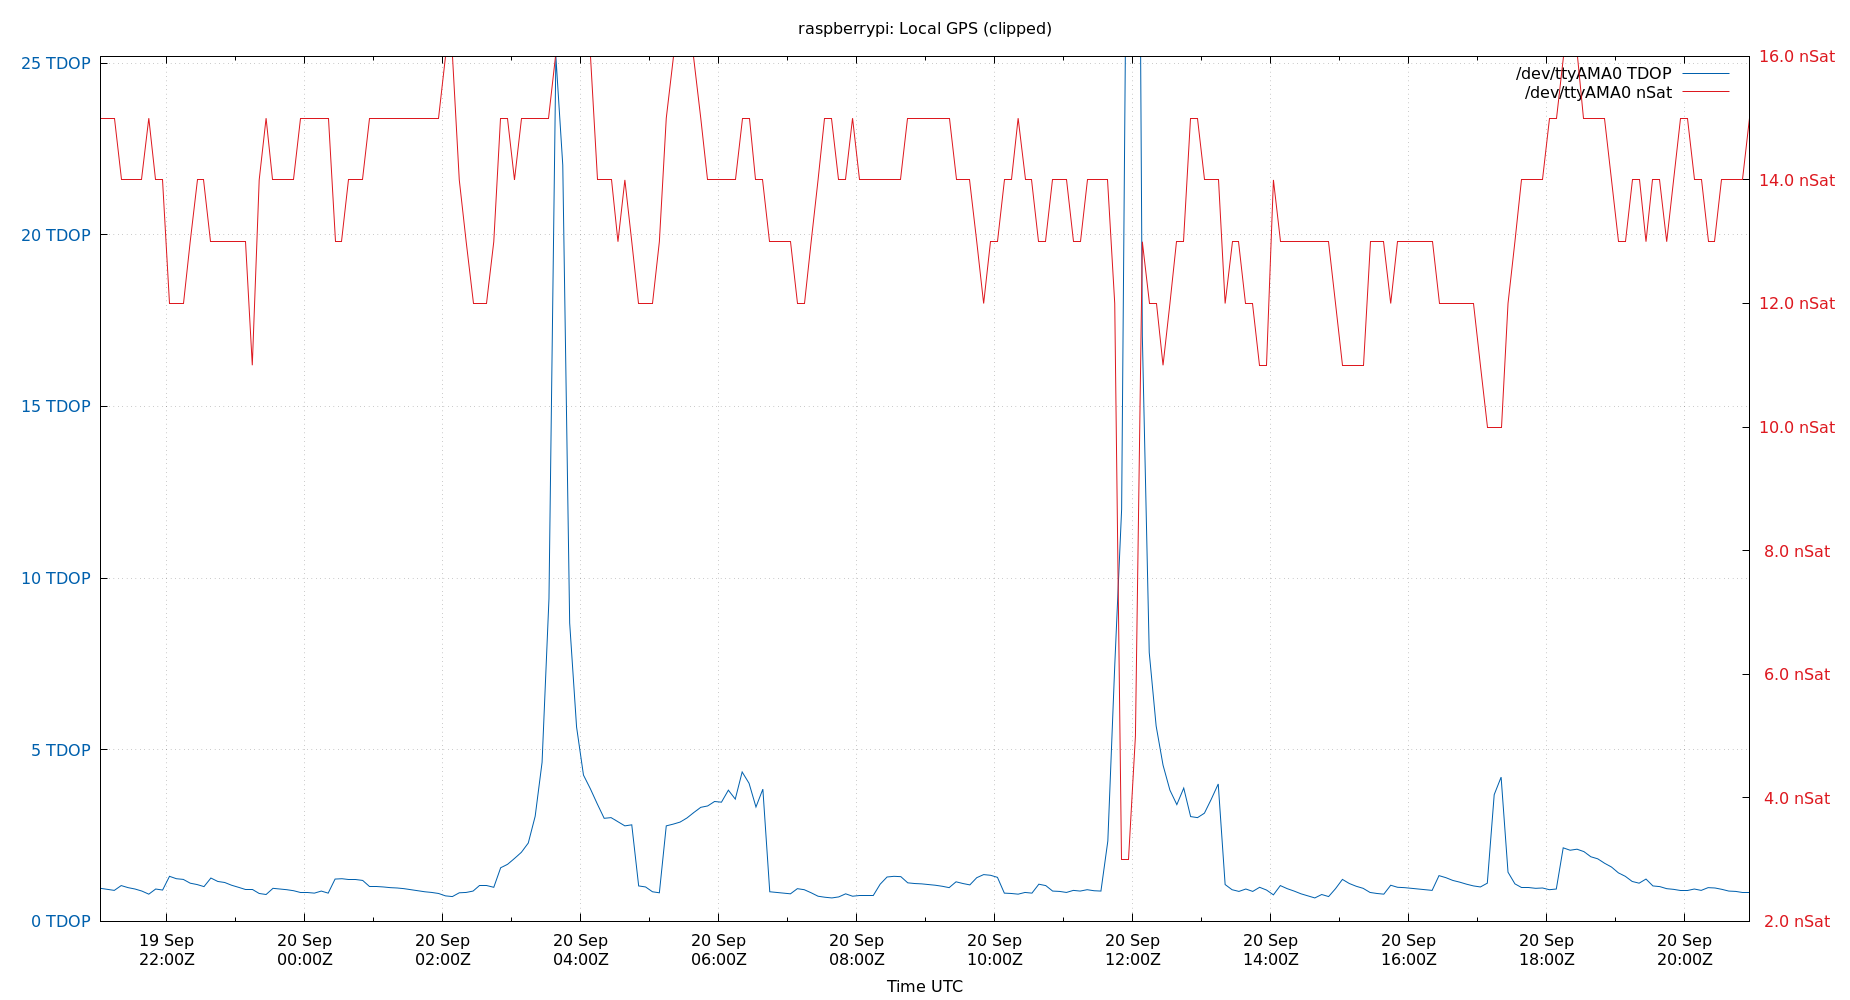 raspberrypi: Local GPS (clipped)
25 TDOP
20 TDOP
15 TDOP
10 TDOP
5 TDOP
0 TDOP
16.0 nSat
14.0 nSat
12.0 nSat
10.0 nSat
8.0 nSat
6.0 nSat
4.0 nSat
2.0 nSat
/dev/ttyAMA0 TDOP
/dev/ttyAMA0 nSat
19 Sep
22:00Z
20 Sep
00:00Z
20 Sep
02:00Z
20 Sep
04:00Z
20 Sep
06:00Z
20 Sep
08:00Z
20 Sep
10:00Z
20 Sep
12:00Z
20 Sep
14:00Z
20 Sep
16:00Z
20 Sep
18:00Z
20 Sep
20:00Z
Time UTC